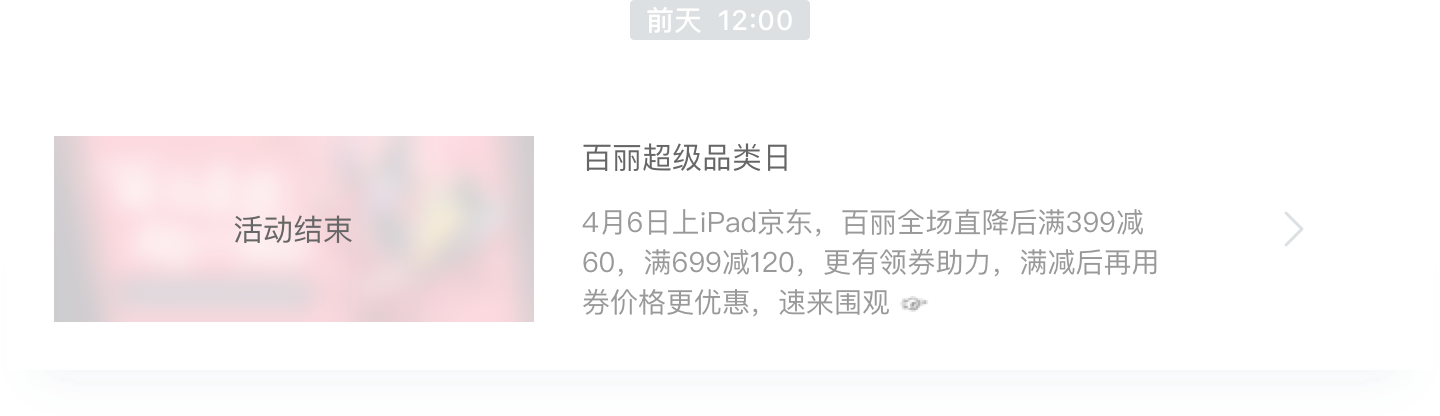 前天 12:00
百丽超级品类日
活动结束
4月6日上iPad京东，百丽全场直降后满399减
60，满699减120，更有领券助力，满减后再用
券价格更优惠，速来围观 ☞